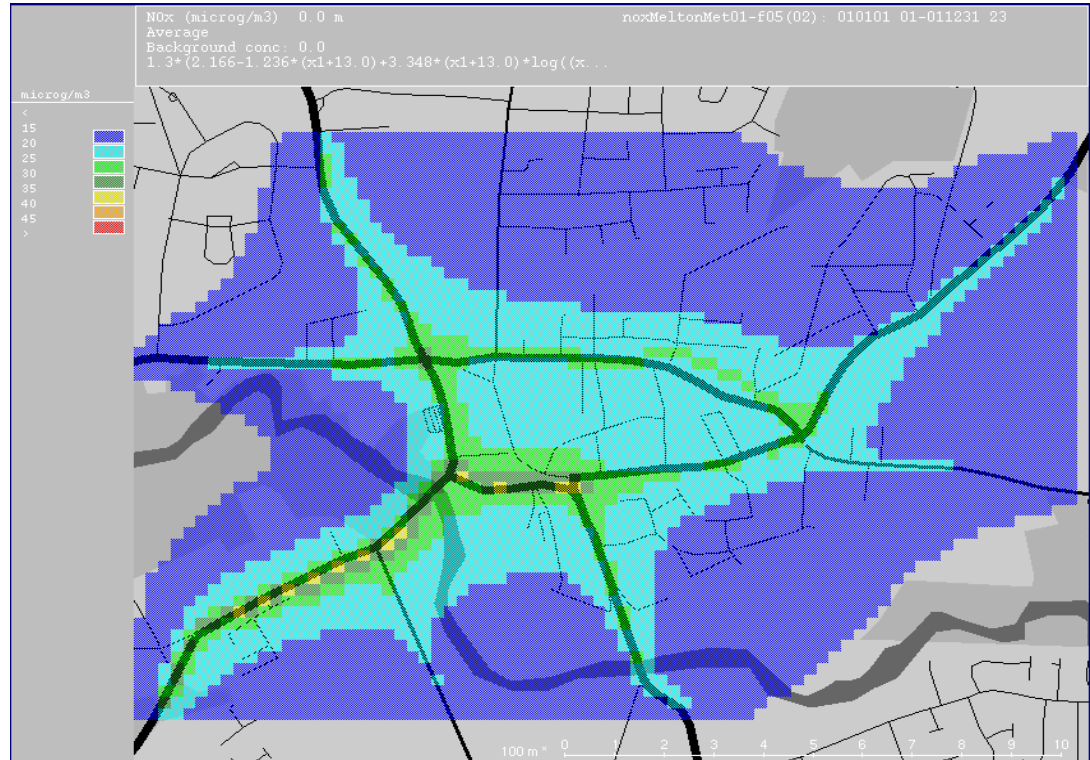 NOx (microg/m3) 0.0 m noxMeltonMet01-f05(02): 010101 01-011231 23
Average
Background conc: 0.0
1.3*(2.166-1.236*(x1+13.0)+3.348*(x1+13.0)*log((x...
microg/m3
<
15
20
25
30
35
40
45
>
100 m ° 0 1 2 3 4 5 6 7 8 9 10